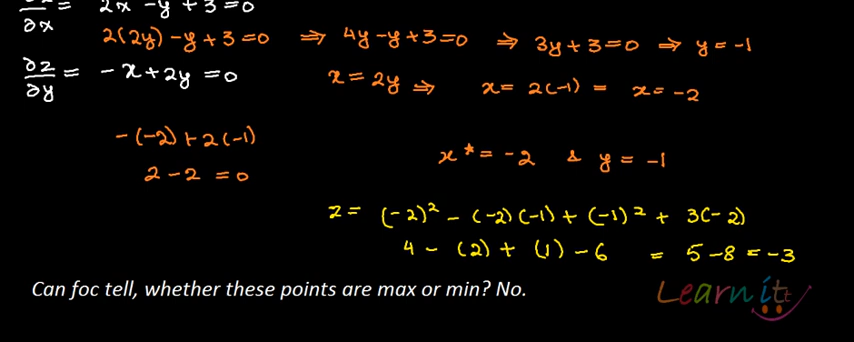 ∂z/∂x = 2x - y + 3 = 0
2(2y) - y + 3 = 0 ⇒ 4y - y + 3 = 0 ⇒ 3y + 3 = 0 ⇒ y = -1
∂z/∂y = - x + 2y = 0
x = 2y ⇒ x = 2(-1) = x = -2
-(-2) + 2(-1)
2 - 2 = 0
x* = -2 & y = -1
z = (-2)² - (-2)(-1) + (-1)² + 3(-2)
4 - (2) + (1) - 6 = 5 - 8 = -3
Can foc tell, whether these points are max or min? No.
Learnitt